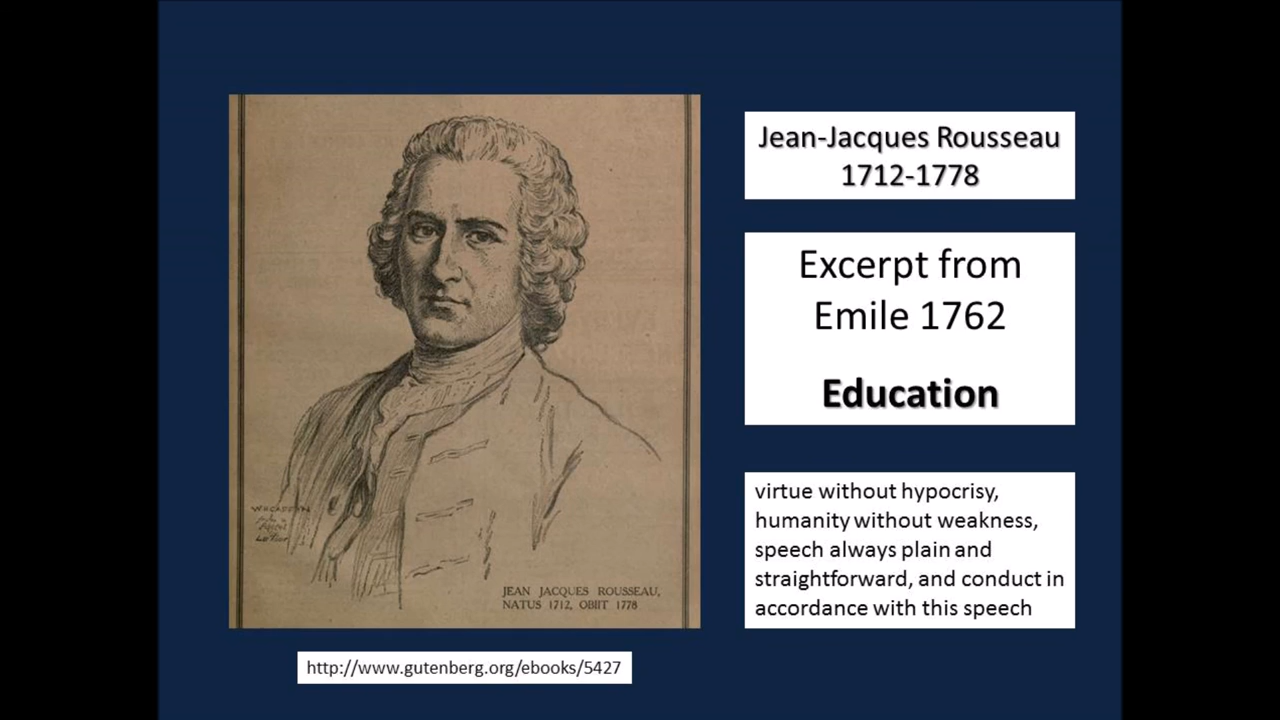 Jean-Jacques Rousseau
1712-1778
Excerpt from
Emile 1762
Education
virtue without hypocrisy,
humanity without weakness,
speech always plain and
straightforward, and conduct in
accordance with this speech
JEAN JACQUES ROUSSEAU,
NATUS 1712, OBIIT 1778
http://www.gutenberg.org/ebooks/5427